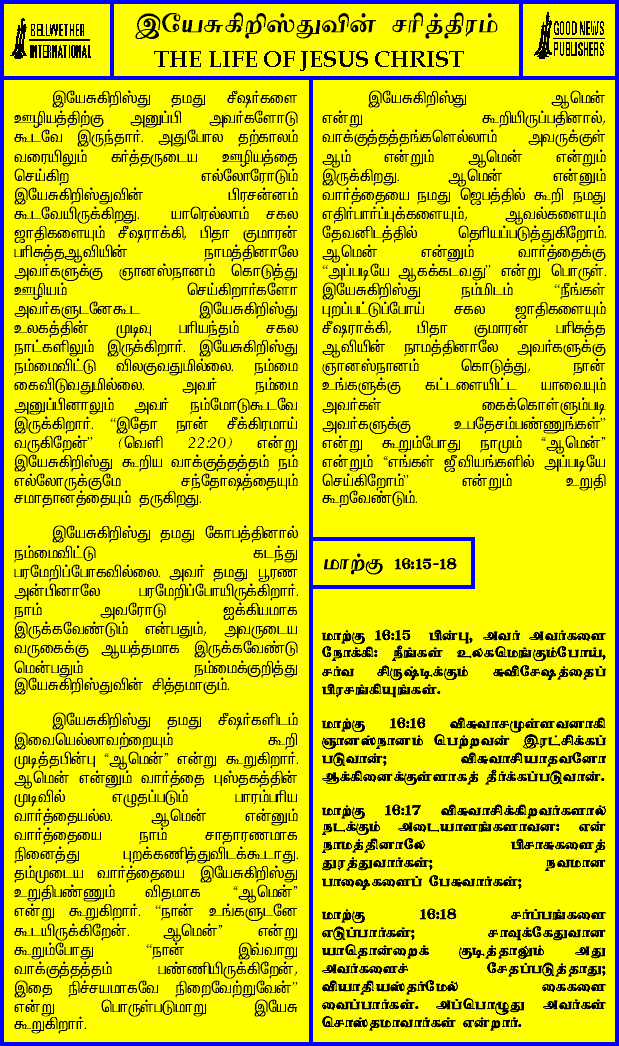 BELLWETHER
INTERNATIONAL
இயேசுகிறிஸ்துவின் சரித்திரம்
THE LIFE OF JESUS CHRIST
GOOD NEWS
PUBLISHERS
இயேசுகிறிஸ்து தமது சீஷர்களை
ஊழியத்திற்கு அனுப்பி அவர்களோடு
கூடவே இருந்தார். அதுபோல தற்காலம்
வரையிலும் கர்த்தருடைய ஊழியத்தை
செய்கிற எல்லோரோடும்
இயேசுகிறிஸ்துவின் பிரசன்னம்
கூடவேயிருக்கிறது. யாரெல்லாம் சகல
ஜாதிகளையும் சீஷராக்கி, பிதா குமாரன்
பரிசுத்தஆவியின் நாமத்தினாலே
அவர்களுக்கு ஞானஸ்நானம் கொடுத்து
ஊழியம் செய்கிறார்களோ
அவர்களுடனேகூட இயேசுகிறிஸ்து
உலகத்தின் முடிவு பரியந்தம் சகல
நாட்களிலும் இருக்கிறார். இயேசுகிறிஸ்து
நம்மைவிட்டு விலகுவதுமில்லை. நம்மை
கைவிடுவதுமில்லை. அவர் நம்மை
அனுப்பினாலும் அவர் நம்மோடுகூடவே
இருக்கிறார். “இதோ நான் சீக்கிரமாய்
வருகிறேன்” (வெளி 22:20) என்று
இயேசுகிறிஸ்து கூறிய வாக்குத்தத்தம் நம்
எல்லோருக்குமே சந்தோஷத்தையும்
சமாதானத்தையும் தருகிறது.
இயேசுகிறிஸ்து தமது கோபத்தினால்
நம்மைவிட்டு கடந்து
பரமேறிப்போகவில்லை. அவர் தமது பூரண
அன்பினாலே பரமேறிப்போயிருக்கிறார்.
நாம் அவரோடு ஐக்கியமாக
இருக்கவேண்டும் என்பதும், அவருடைய
வருகைக்கு ஆயத்தமாக இருக்கவேண்டு
மென்பதும் நம்மைக்குறித்து
இயேசுகிறிஸ்துவின் சித்தமாகும்.
இயேசுகிறிஸ்து தமது சீஷர்களிடம்
இவையெல்லாவற்றையும் கூறி
முடித்தபின்பு “ஆமென்” என்று கூறுகிறார்.
ஆமென் என்னும் வார்த்தை புஸ்தகத்தின்
முடிவில் எழுதப்படும் பாரம்பரிய
வார்த்தையல்ல. ஆமென் என்னும்
வார்த்தையை நாம் சாதாரணமாக
நினைத்து புறக்கணித்துவிடக்கூடாது.
தம்முடைய வார்த்தையை இயேசுகிறிஸ்து
உறுதிபண்ணும் விதமாக “ஆமென்”
என்று கூறுகிறார். “நான் உங்களுடனே
கூடயிருக்கிறேன். ஆமென்” என்று
கூறும்போது “நான் இவ்வாறு
வாக்குத்தத்தம் பண்ணியிருக்கிறேன்,
இதை நிச்சயமாகவே நிறைவேற்றுவேன்”
என்று பொருள்படுமாறு இயேசு
கூறுகிறார்.
இயேசுகிறிஸ்து ஆமென்
என்று கூறியிருப்பதினால்,
வாக்குத்தத்தங்களெல்லாம் அவருக்குள்
ஆம் என்றும் ஆமென் என்றும்
இருக்கிறது. ஆமென் என்னும்
வார்த்தையை நமது ஜெபத்தில் கூறி நமது
எதிர்பார்ப்புக்களையும், ஆவல்களையும்
தேவனிடத்தில் தெரியப்படுத்துகிறோம்.
ஆமென் என்னும் வார்த்தைக்கு
“அப்படியே ஆகக்கடவது” என்று பொருள்.
இயேசுகிறிஸ்து நம்மிடம் “நீங்கள்
புறப்பட்டுப்போய் சகல ஜாதிகளையும்
சீஷராக்கி, பிதா குமாரன் பரிசுத்த
ஆவியின் நாமத்தினாலே அவர்களுக்கு
ஞானஸ்நானம் கொடுத்து, நான்
உங்களுக்கு கட்டளையிட்ட யாவையும்
அவர்கள் கைக்கொள்ளும்படி
அவர்களுக்கு உபதேசம்பண்ணுங்கள்”
என்று கூறும்போது நாமும் “ஆமென்”
என்றும் “எங்கள் ஜீவியங்களில் அப்படியே
செய்கிறோம்” என்றும் உறுதி
கூறவேண்டும்.
மாற்கு 16:15-18
மாற்கு 16:15 பின்பு, அவர் அவர்களை
நோக்கி: நீங்கள் உலகமெங்கும்போய்,
சர்வ சிருஷ்டிக்கும் சுவிசேஷத்தைப்
பிரசங்கியுங்கள்.
மாற்கு 16:16 விசுவாசமுள்ளவனாகி
ஞானஸ்நானம் பெற்றவன் இரட்சிக்கப்
படுவான்; விசுவாசியாதவனோ
ஆக்கினைக்குள்ளாகத் தீர்க்கப்படுவான்.
மாற்கு 16:17 விசுவாசிக்கிறவர்களால்
நடக்கும் அடையாளங்களாவன: என்
நாமத்தினாலே பிசாசுகளைத்
துரத்துவார்கள்; நவமான
பாஷைகளைப் பேசுவார்கள்;
மாற்கு 16:18 சர்ப்பங்களை
எடுப்பார்கள்; சாவுக்கேதுவான
யாதொன்றைக் குடித்தாலும் அது
அவர்களைச் சேதப்படுத்தாது;
வியாதியஸ்தர்மேல் கைகளை
வைப்பார்கள். அப்பொழுது அவர்கள்
சொஸ்தமாவார்கள் என்றார்.